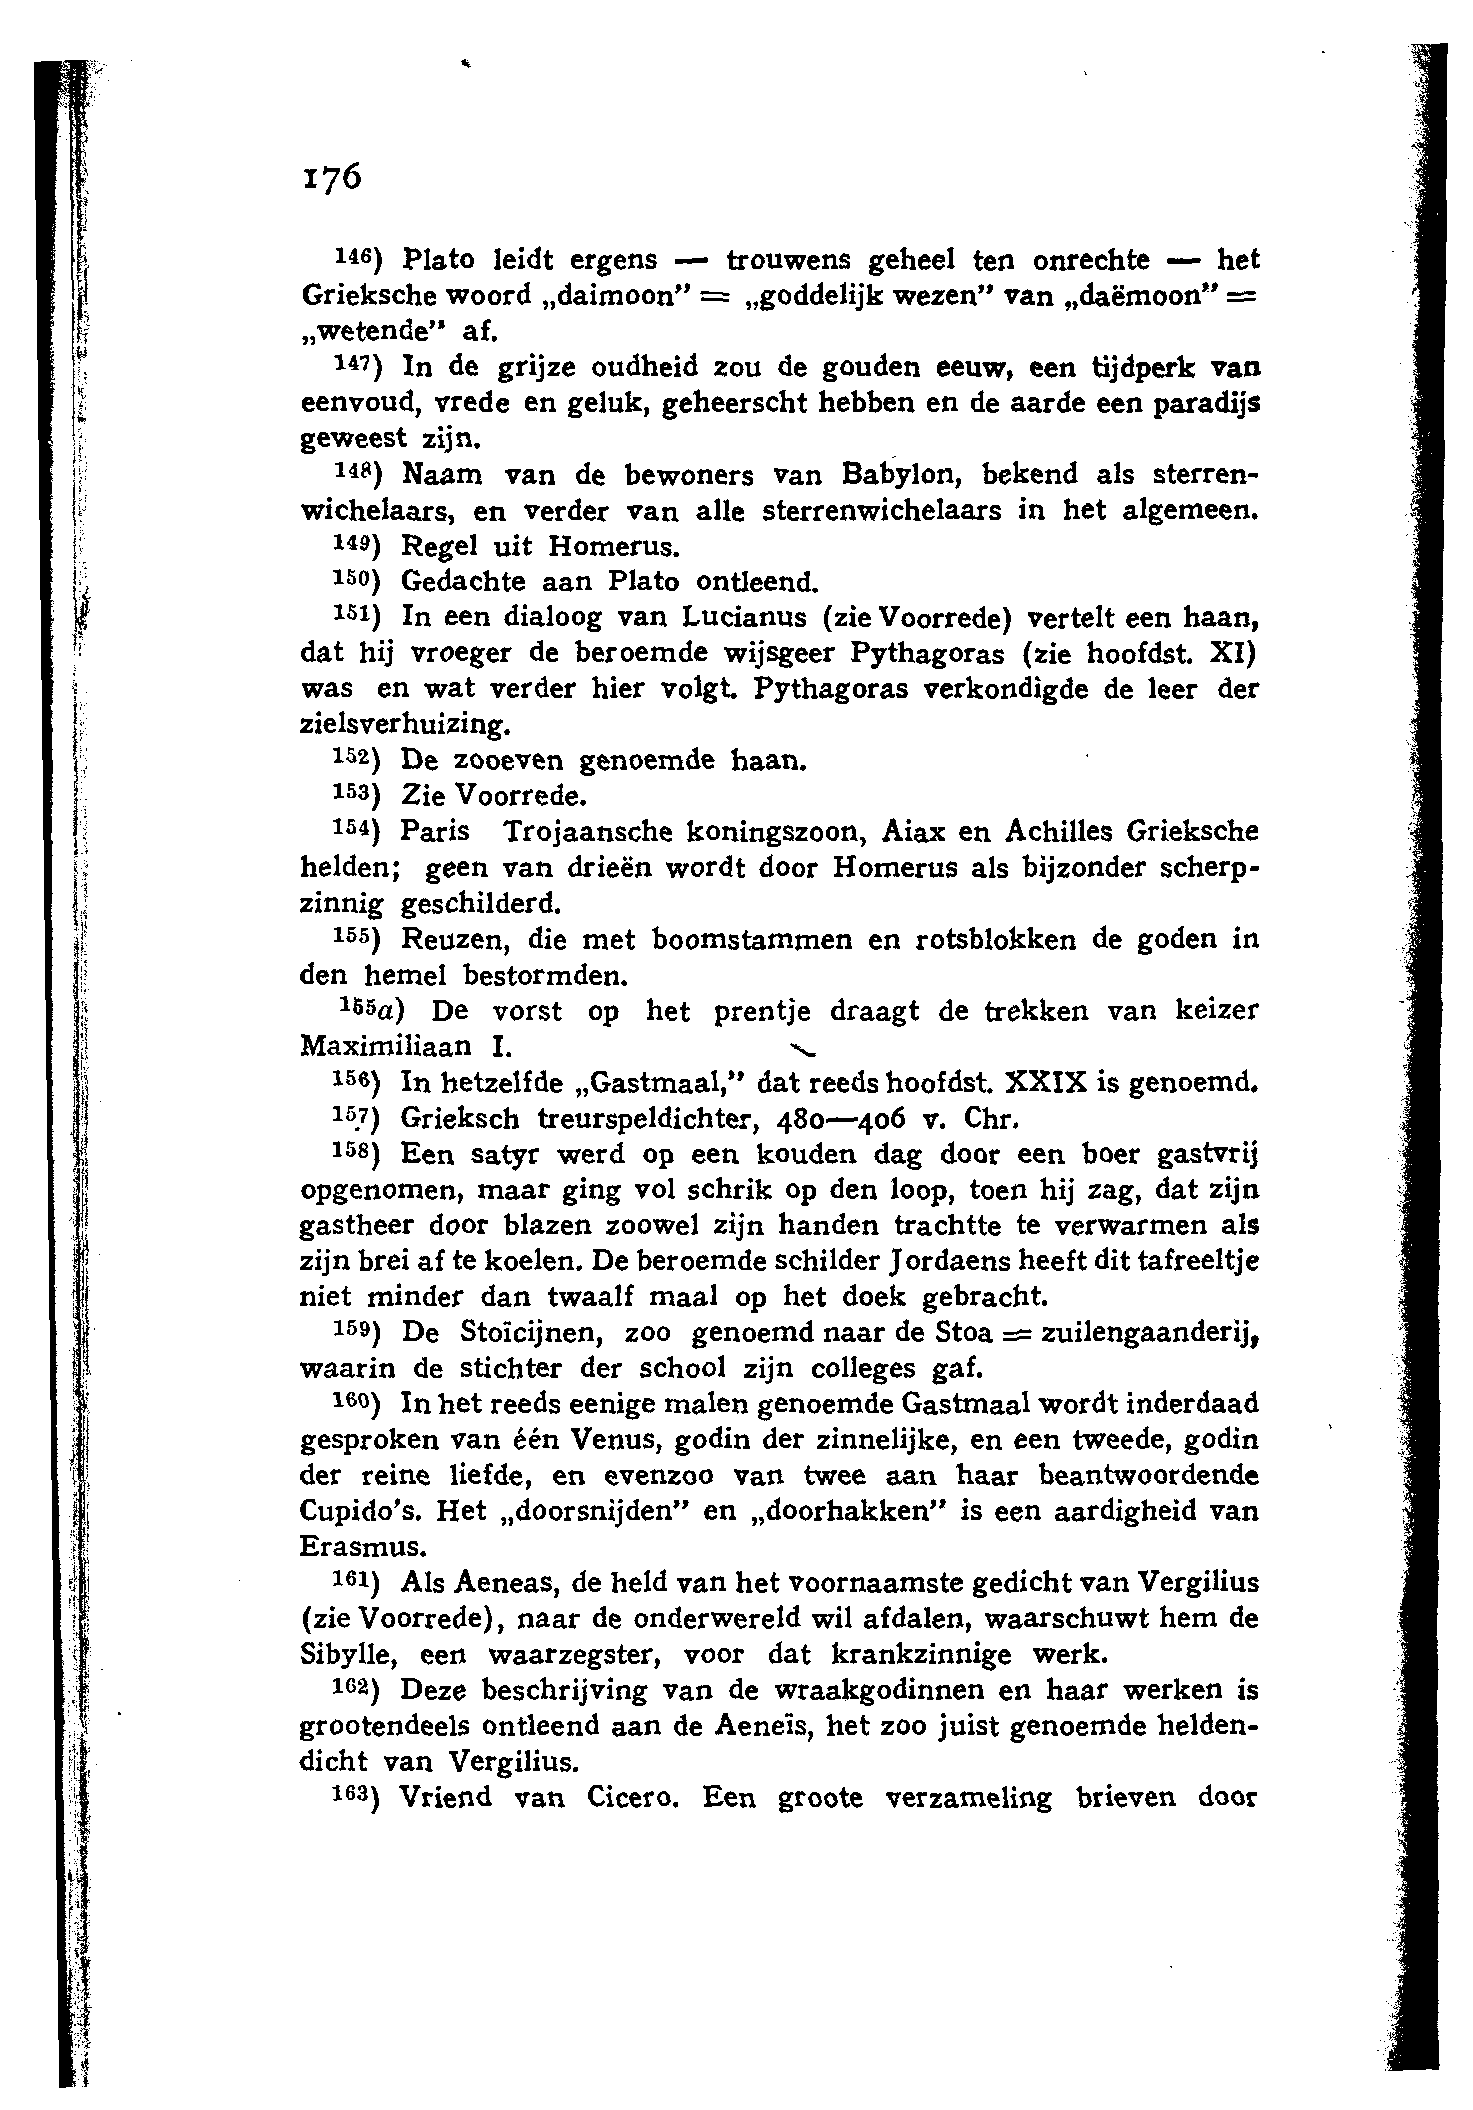 176
146) Plato leidt ergens — trouwens geheel ten onrechte — het
Grieksche woord „daimoon” = „goddelijk wezen” van „daëmoon” =
„wetende” af.
147) In de grijze oudheid zou de gouden eeuw, een tijdperk van
eenvoud, vrede en geluk, geheerscht hebben en de aarde een paradijs
geweest zijn.
148) Naam van de bewoners van Babylon, bekend als sterren-
wichelaars, en verder van alle sterrenwichelaars in het algemeen.
149) Regel uit Homerus.
150) Gedachte aan Plato ontleend.
151) In een dialoog van Lucianus (zie Voorrede) vertelt een haan,
dat hij vroeger de beroemde wijsgeer Pythagoras (zie hoofdst. XI)
was en wat verder hier volgt. Pythagoras verkondigde de leer der
zielsverhuizing.
152) De zooeven genoemde haan.
153) Zie Voorrede.
154) Paris Trojaansche koningszoon, Aiax en Achilles Grieksche
helden; geen van drieën wordt door Homerus als bijzonder scherp-
zinnig geschilderd.
155) Reuzen, die met boomstammen en rotsblokken de goden in
den hemel bestormden.
155a) De vorst op het prentje draagt de trekken van keizer
Maximiliaan I.
156) In hetzelfde „Gastmaal,” dat reeds hoofdst. XXIX is genoemd.
157) Grieksch treurspeldichter, 480—406 v. Chr.
158) Een satyr werd op een kouden dag door een boer gastvrij
opgenomen, maar ging vol schrik op den loop, toen hij zag, dat zijn
gastheer door blazen zoowel zijn handen trachtte te verwarmen als
zijn brei af te koelen. De beroemde schilder Jordaens heeft dit tafreeltje
niet minder dan twaalf maal op het doek gebracht.
159) De Stoïcijnen, zoo genoemd naar de Stoa = zuilengaanderij,
waarin de stichter der school zijn colleges gaf.
160) In het reeds eenige malen genoemde Gastmaal wordt inderdaad
gesproken van één Venus, godin der zinnelijke, en een tweede, godin
der reine liefde, en evenzoo van twee aan haar beantwoordende
Cupido's. Het „doorsnijden” en „doorhakken” is een aardigheid van
Erasmus.
161) Als Aeneas, de held van het voornaamste gedicht van Vergilius
(zie Voorrede), naar de onderwereld wil afdalen, waarschuwt hem de
Sibylle, een waarzegster, voor dat krankzinnige werk.
162) Deze beschrijving van de wraakgodinnen en haar werken is
grootendeels ontleend aan de Aeneïs, het zoo juist genoemde helden-
dicht van Vergilius.
163) Vriend van Cicero. Een groote verzameling brieven door